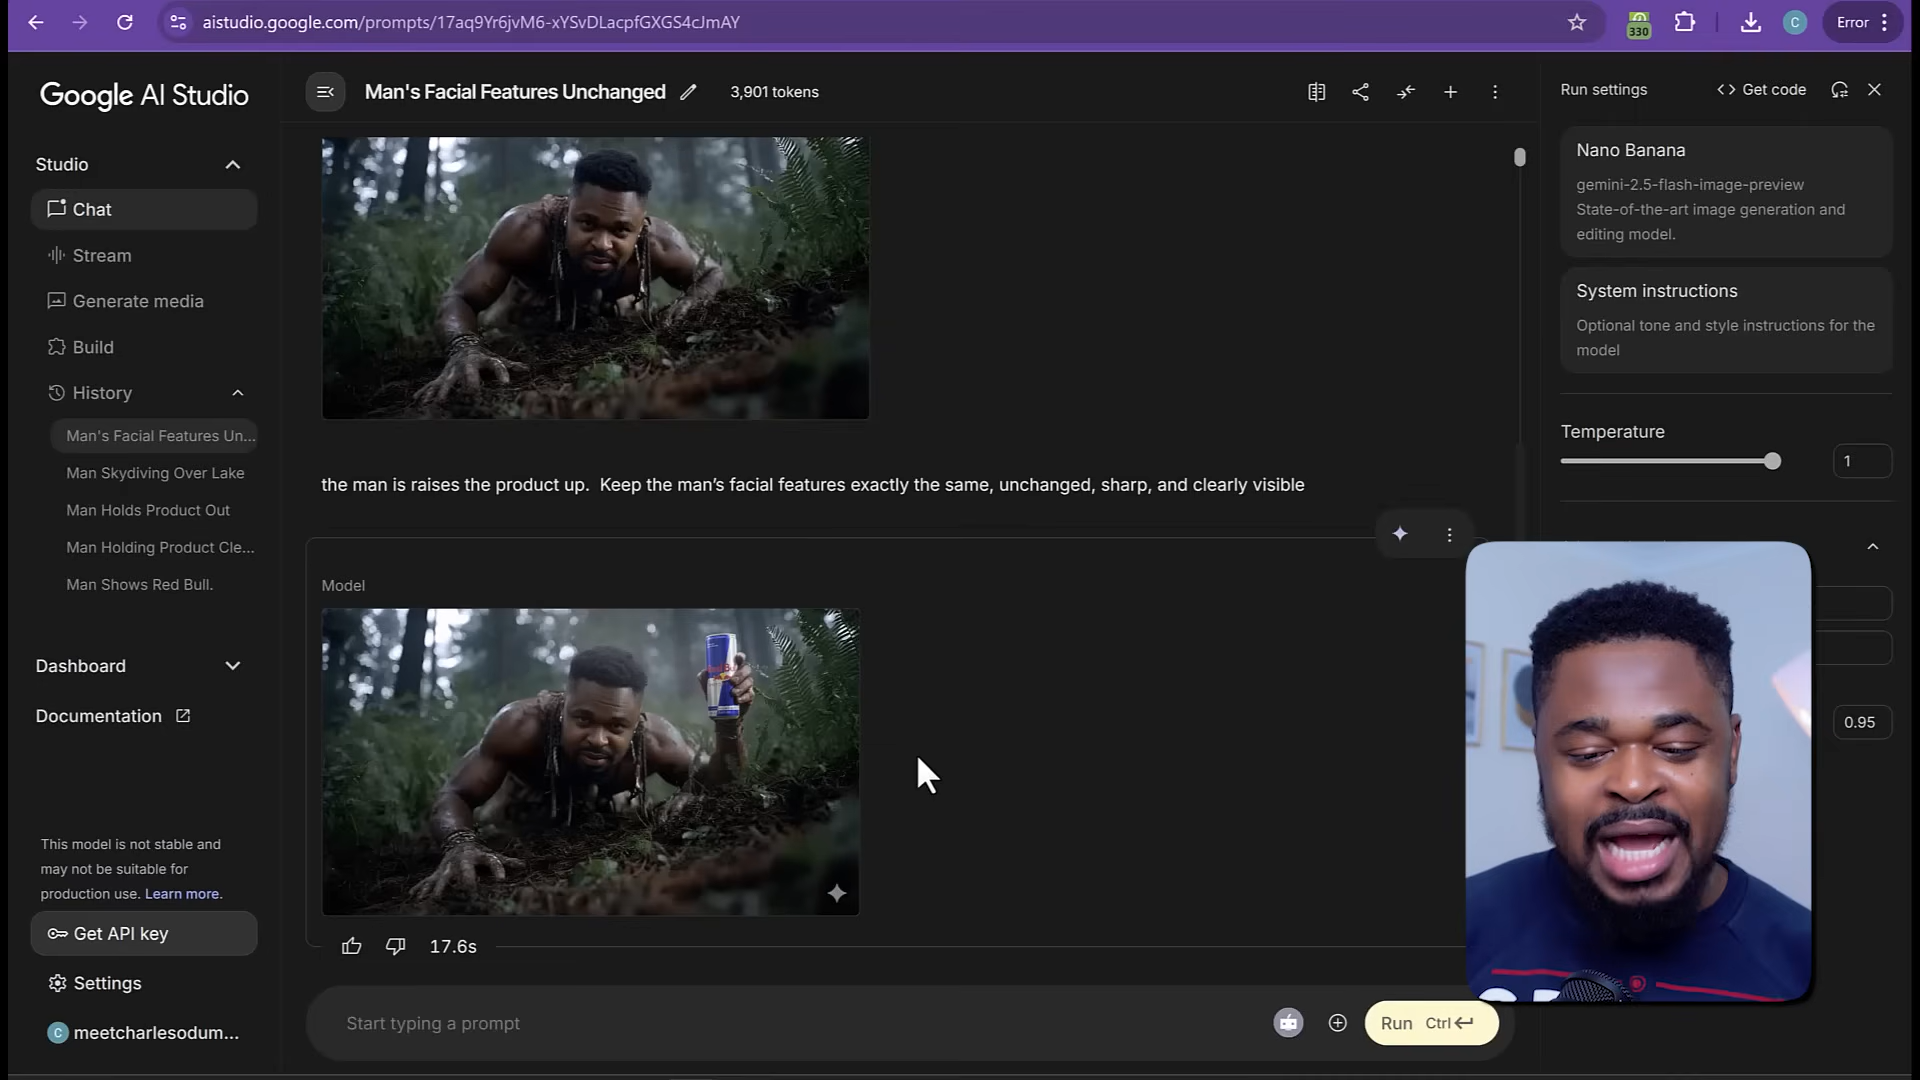 aistudio.google.com/prompts/17aq9Yr6jvM6-xYSvDLacpfGXGS4cJmAY
330
C
Error
Google AI Studio
Studio
Chat
Stream
Generate media
Build
History
Man's Facial Features Un...
Man Skydiving Over Lake
Man Holds Product Out
Man Holding Product Cle...
Man Shows Red Bull.
Dashboard
Documentation
This model is not stable and
may not be suitable for
production use. Learn more.
Get API key
Settings
C meetcharlesodum...
Man's Facial Features Unchanged
3,901 tokens
the man is raises the product up.  Keep the man’s facial features exactly the same, unchanged, sharp, and clearly visible
Model
17.6s
Start typing a prompt
Run Ctrl
Run settings
Get code
Nano Banana
gemini-2.5-flash-image-preview
State-of-the-art image generation and
editing model.
System instructions
Optional tone and style instructions for the
model
Temperature
1
0.95